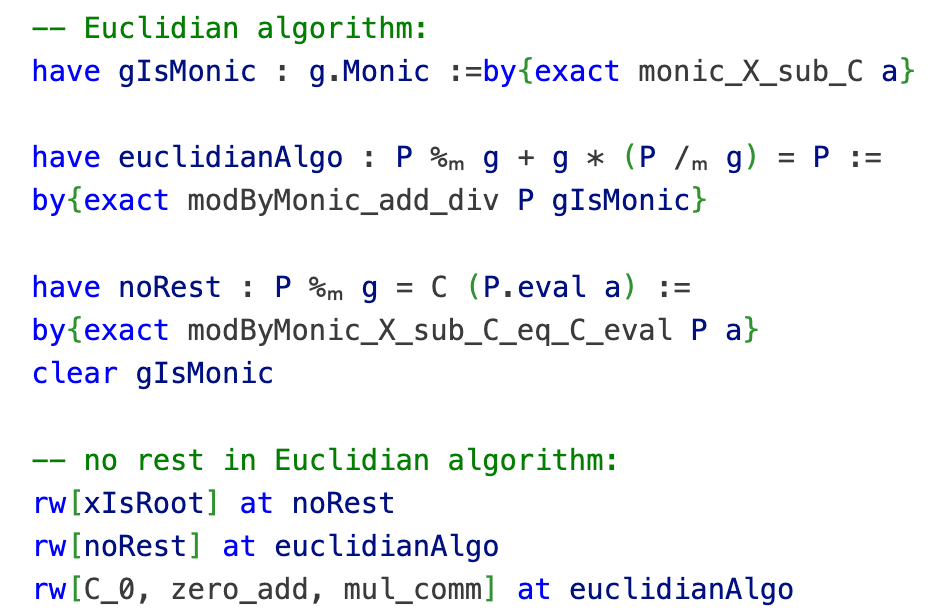 -- Euclidian algorithm:
have gIsMonic : g.Monic :=by{exact monic_X_sub_C a}
have euclidianAlgo : P %ₘ g + g * (P /ₘ g) = P :=
by{exact modByMonic_add_div P gIsMonic}
have noRest : P %ₘ g = C (P.eval a) :=
by{exact modByMonic_X_sub_C_eq_C_eval P a}
clear gIsMonic
-- no rest in Euclidian algorithm:
rw[xIsRoot] at noRest
rw[noRest] at euclidianAlgo
rw[C_0, zero_add, mul_comm] at euclidianAlgo